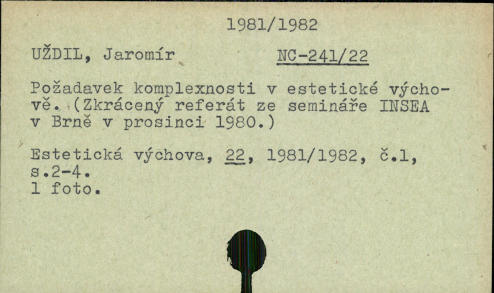 1981/1982
UŽDIL, Jaromír NC-241/22
Požadavek komplexnosti v estetické výcho-
vě. (Zkrácený referát ze semináře INSEA
v Brně v prosinci 1980.)
Estetická výchova, 22, 1981/1982, č.1,
s.2-4.
1 foto.